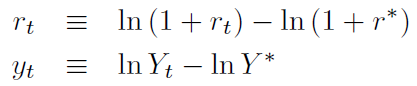 r_t ≡ ln (1 + r_t) − ln (1 + r*)
y_t ≡ ln Y_t − ln Y*